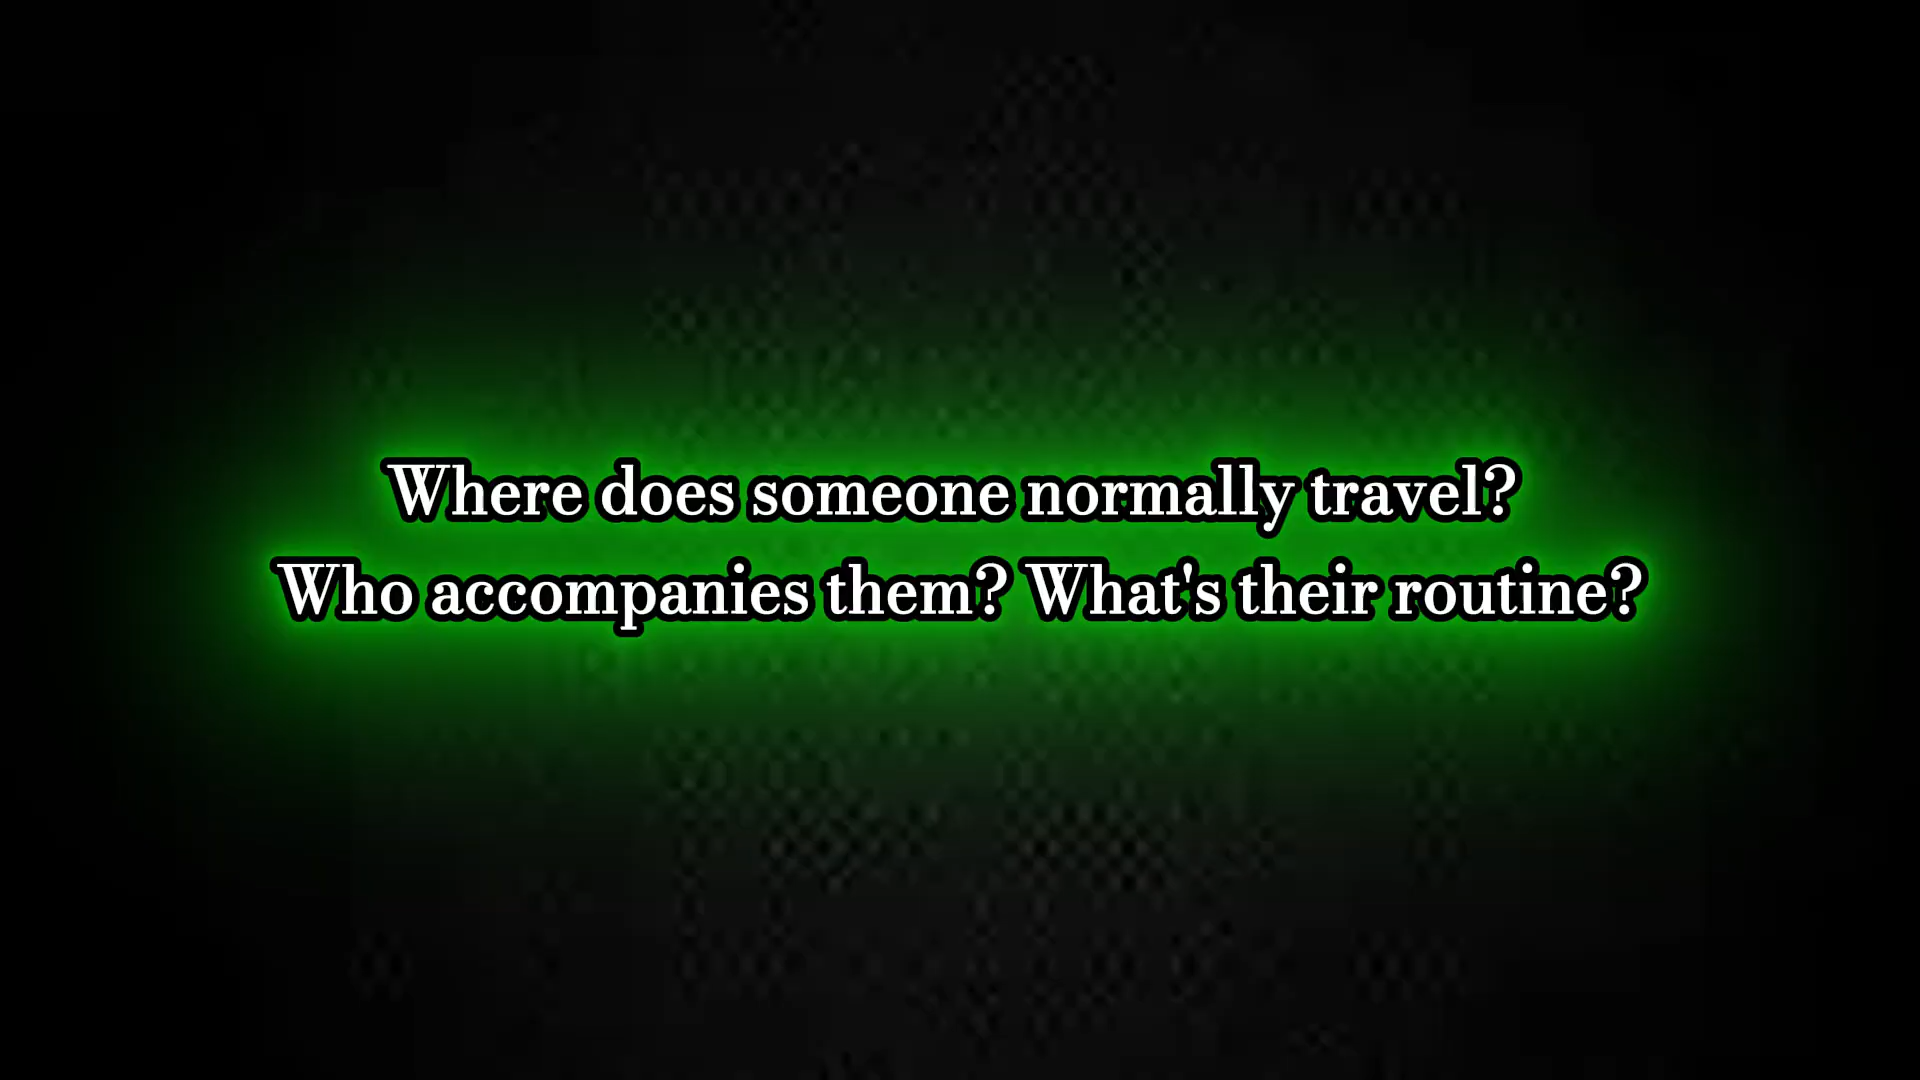 Where does someone normally travel?
Who accompanies them? What's their routine?